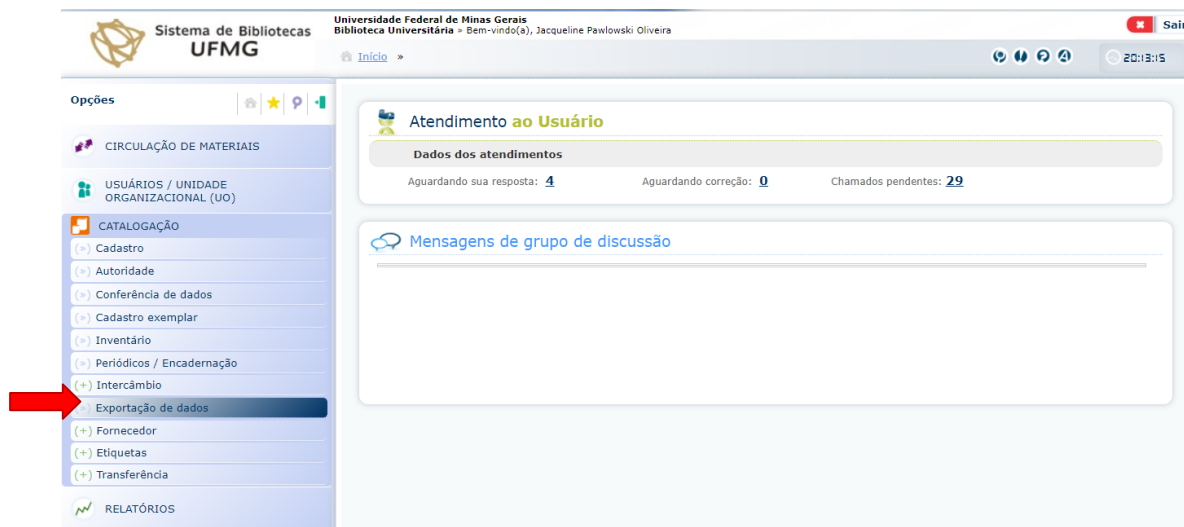 Sistema de Bibliotecas
UFMG
Universidade Federal de Minas Gerais
Biblioteca Universitária » Bem-vindo(a), Jacqueline Pawlowski Oliveira
Sair
Início »
20:13:15
Opções
CIRCULAÇÃO DE MATERIAIS
USUÁRIOS / UNIDADE
ORGANIZACIONAL (UO)
CATALOGAÇÃO
(») Cadastro
(») Autoridade
(») Conferência de dados
(») Cadastro exemplar
(») Inventário
(») Periódicos / Encadernação
(+) Intercâmbio
Exportação de dados
(+) Fornecedor
(+) Etiquetas
(+) Transferência
RELATÓRIOS
Atendimento ao Usuário
Dados dos atendimentos
Aguardando sua resposta: 4
Aguardando correção: 0
Chamados pendentes: 29
Mensagens de grupo de discussão